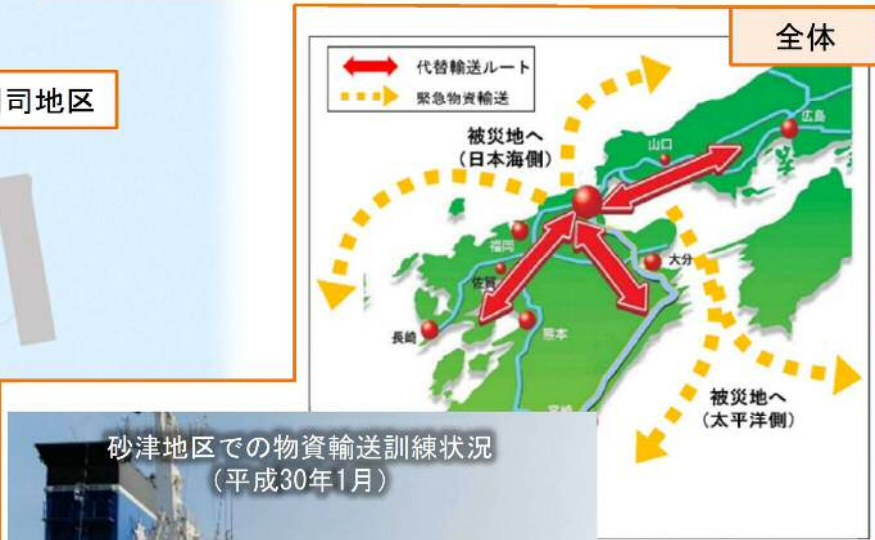 全体
司地区
代替輸送ルート
緊急物資輸送
被災地へ
(日本海側)
山口
広島
福岡
佐賀
大分
長崎
熊本
被災地へ
(太平洋側)
砂津地区での物資輸送訓練状況
(平成30年1月)